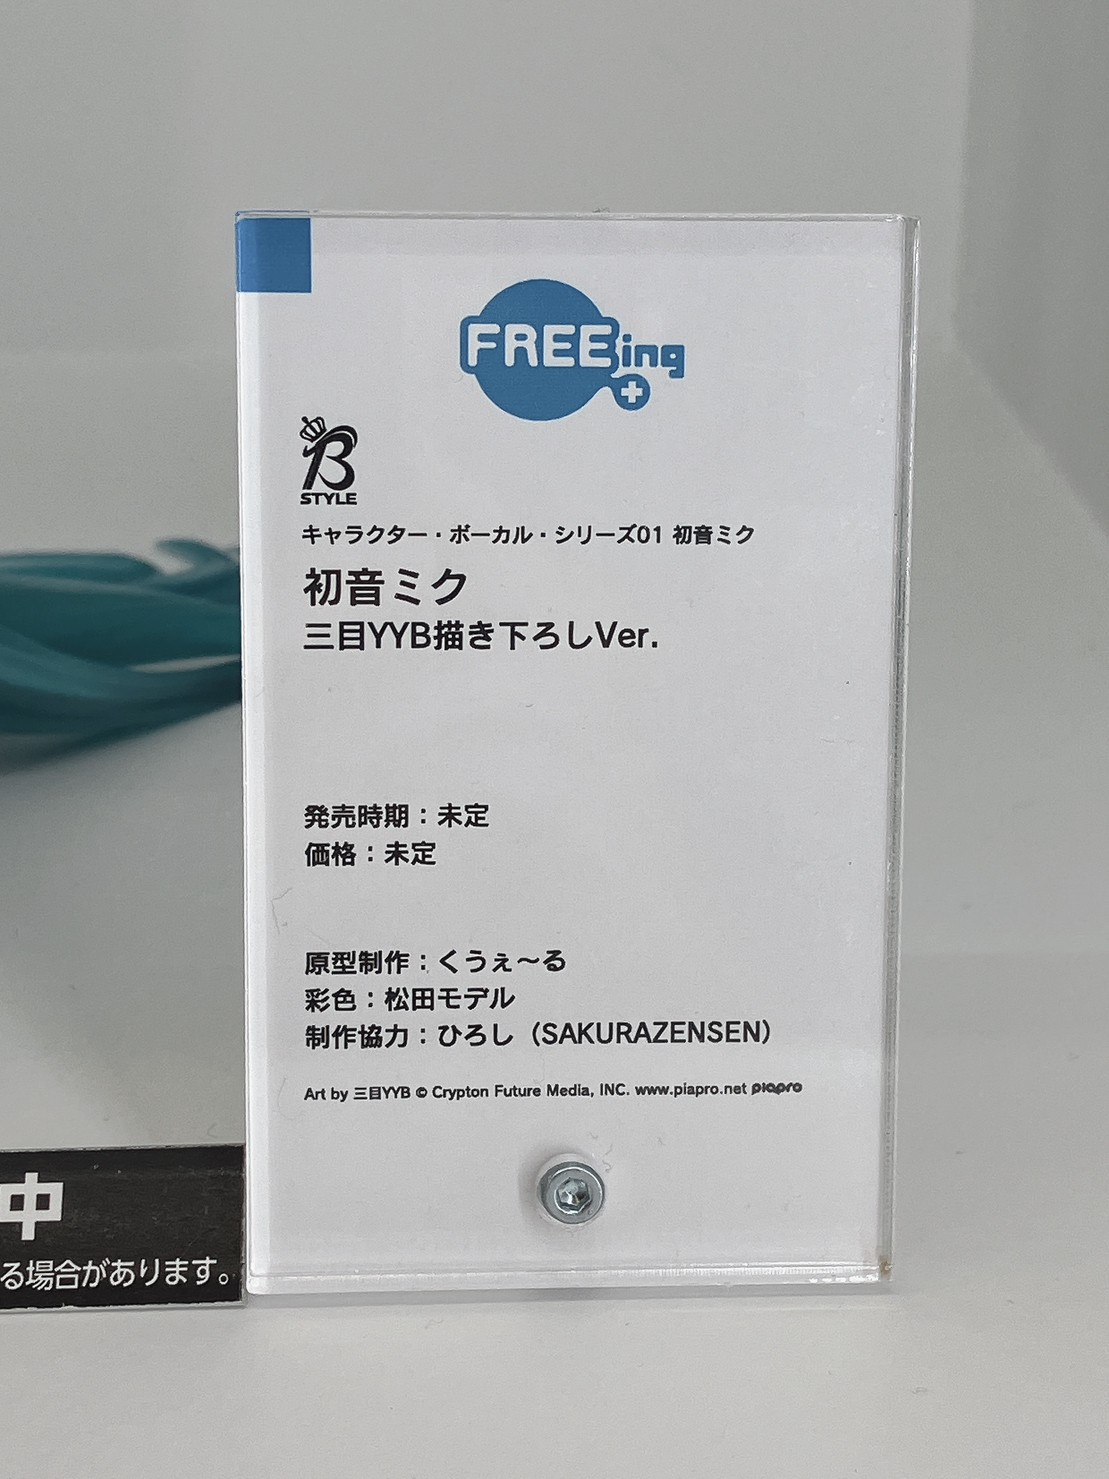 FREEing
B
STYLE
キャラクター・ボーカル・シリーズ01 初音ミク
初音ミク
三目YYB描き下ろしVer.
発売時期：未定
価格：未定
原型制作：くうぇ～る
彩色：松田モデル
制作協力：ひろし（SAKURAZENSEN）
Art by 三目YYB © Crypton Future Media, INC. www.piapro.net piapro
中
る場合があります。